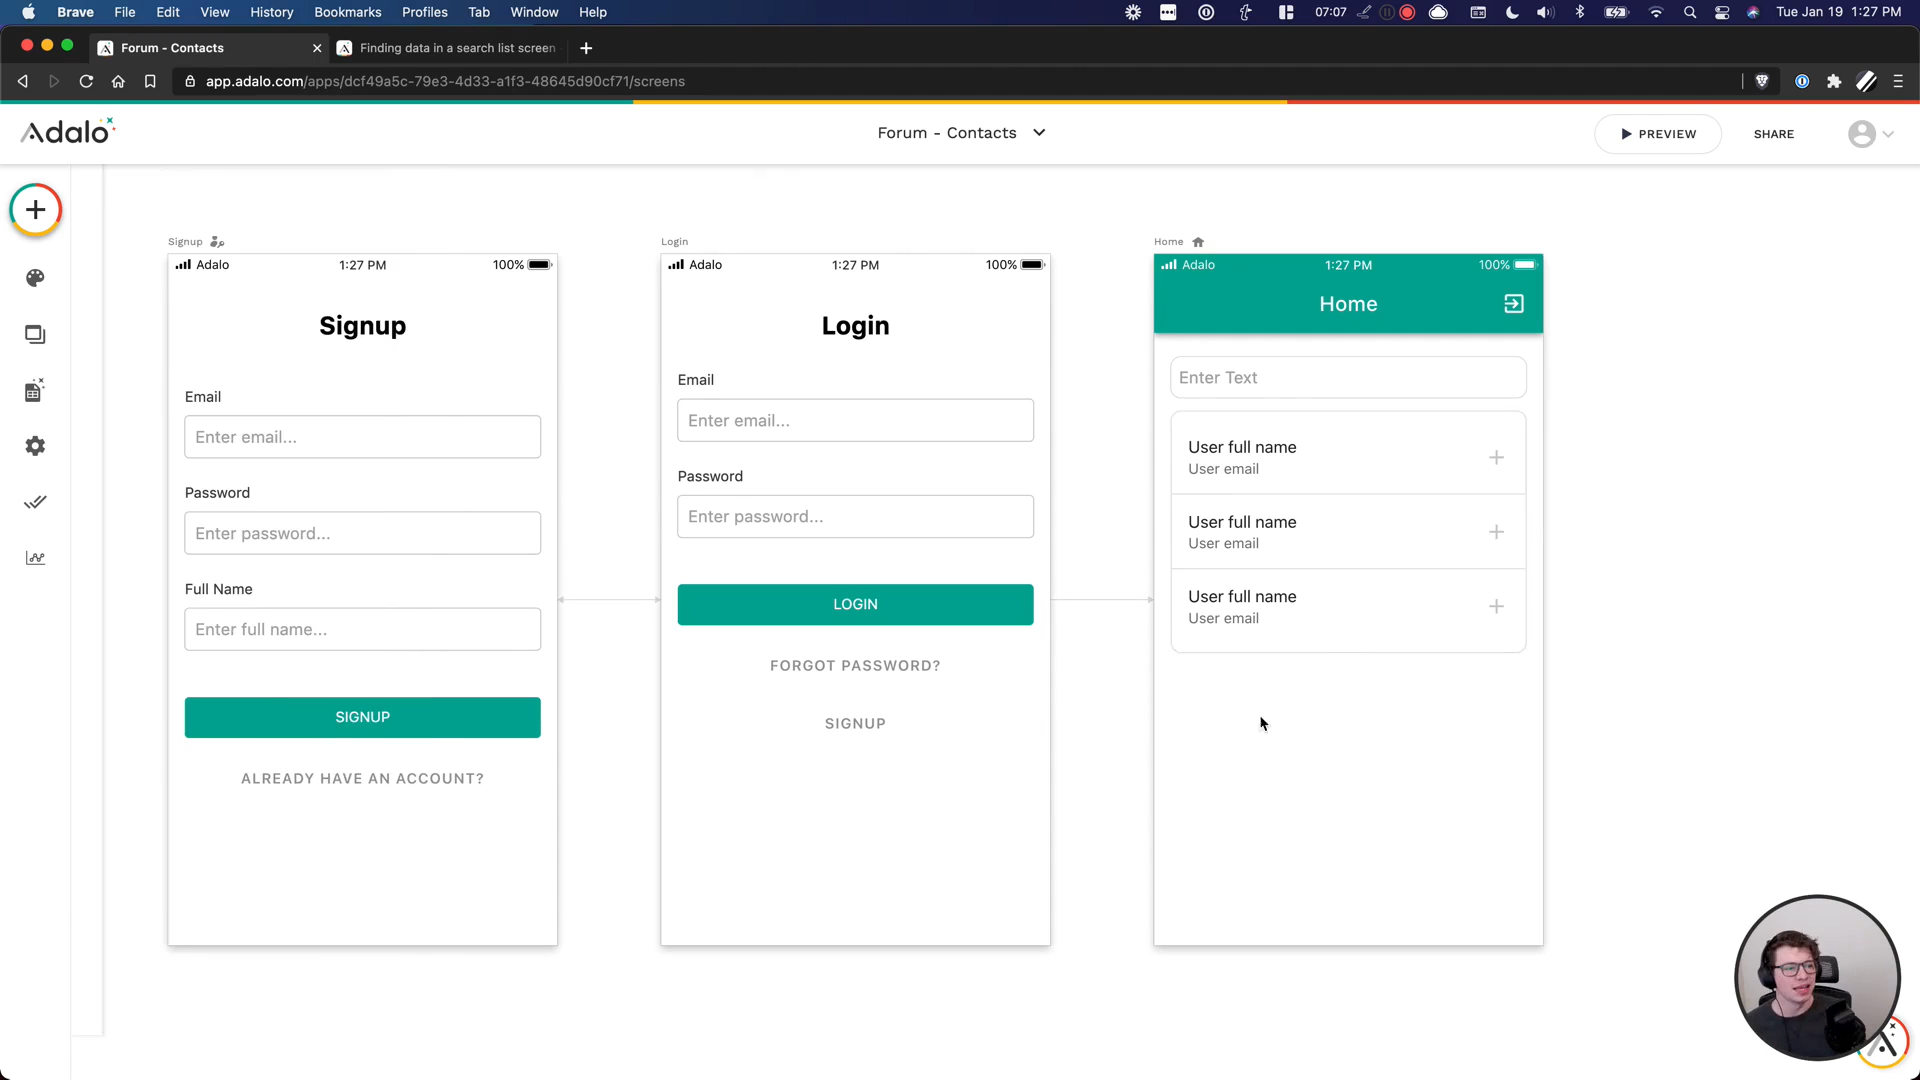 Brave File Edit View History Bookmarks Profiles Tab Window Help 07:07 Tue Jan 19 1:27 PM
Forum - Contacts
Finding data in a search list screen
app.adalo.com/apps/dcf49a5c-79e3-4d33-a1f3-48645d90cf71/screens
Adalo
Forum - Contacts
PREVIEW
SHARE
Signup
Adalo 1:27 PM 100%
Signup
Email
Enter email...
Password
Enter password...
Full Name
Enter full name...
SIGNUP
ALREADY HAVE AN ACCOUNT?
Login
Adalo 1:27 PM 100%
Login
Email
Enter email...
Password
Enter password...
LOGIN
FORGOT PASSWORD?
SIGNUP
Home
Adalo 1:27 PM 100%
Home
Enter Text
User full name
User email
User full name
User email
User full name
User email